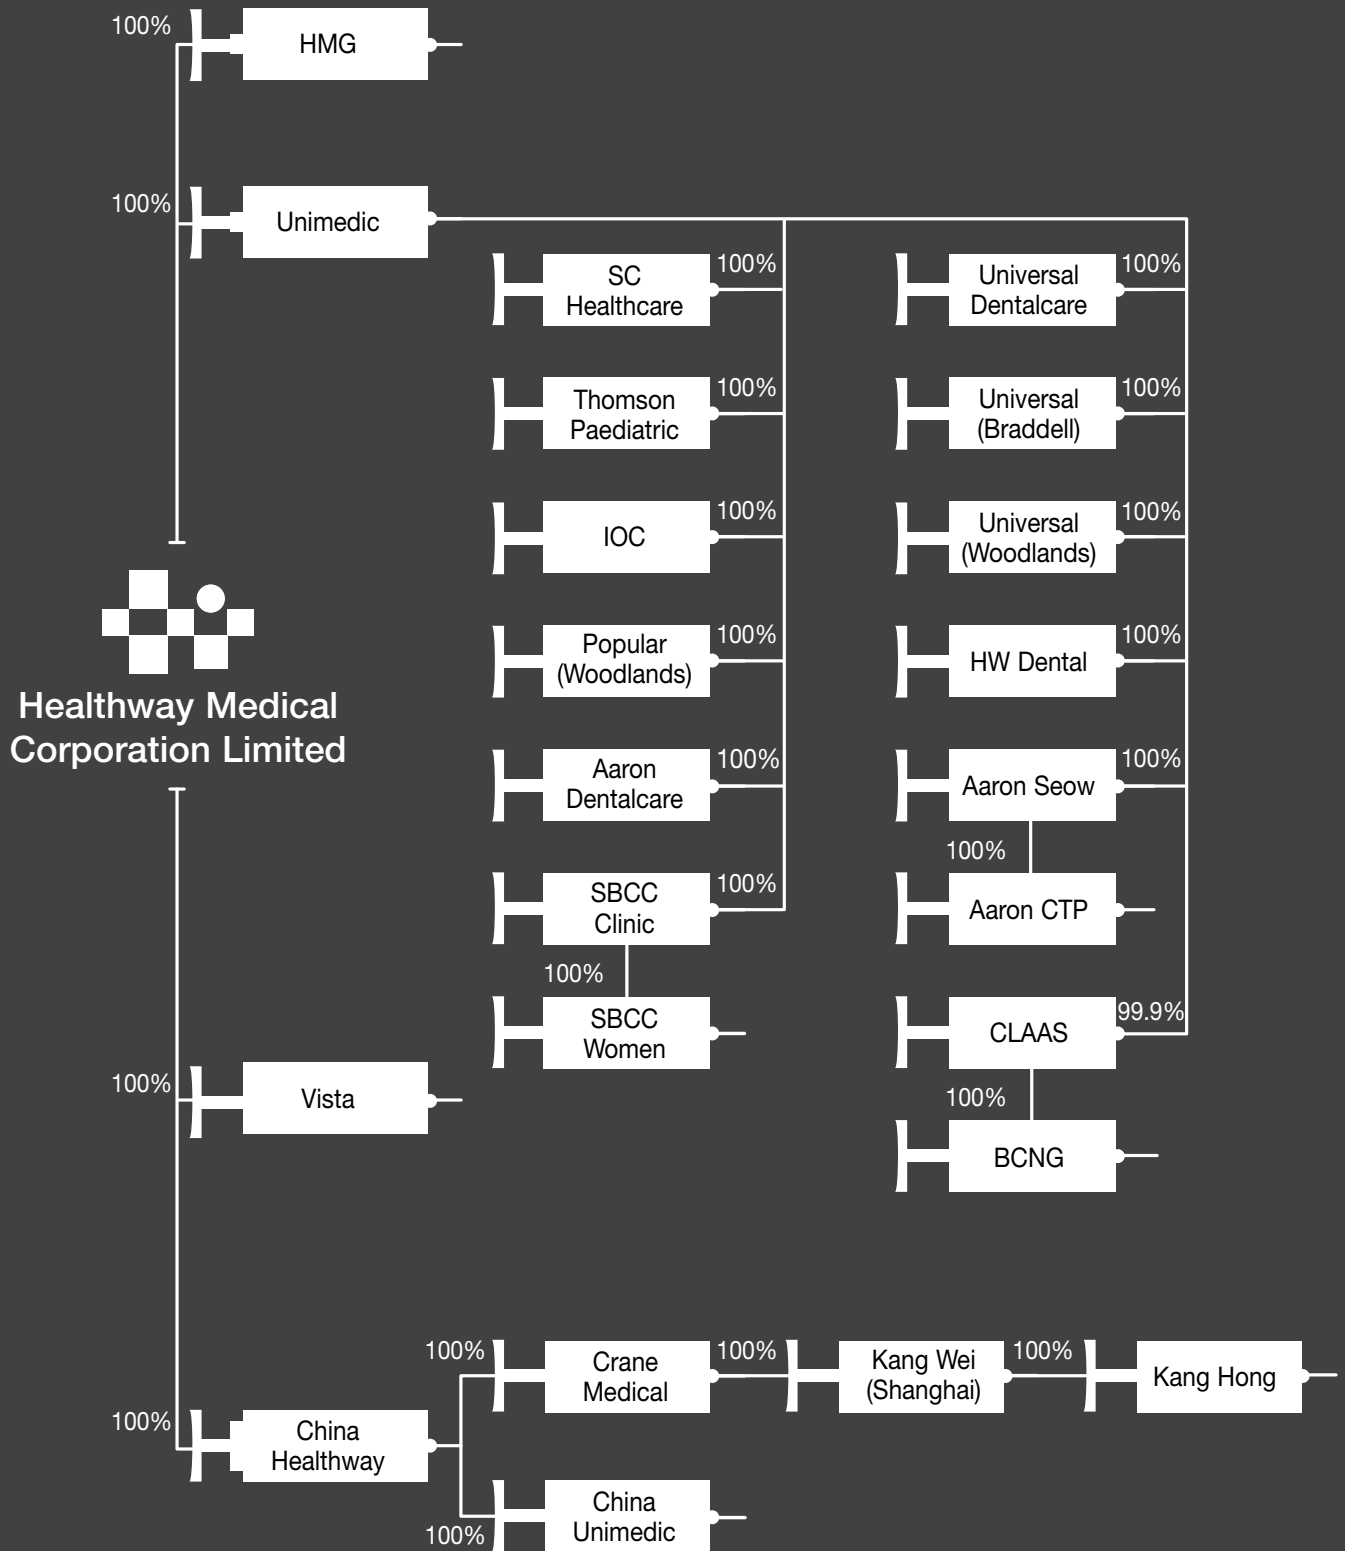 100%
HMG
100%
Unimedic
SC
Healthcare
100%
Universal
Dentalcare
100%
Thomson
Paediatric
100%
Universal
(Braddell)
100%
IOC
100%
Universal
(Woodlands)
100%
Popular
(Woodlands)
100%
HW Dental
100%
Healthway Medical
Corporation Limited
Aaron
Dentalcare
100%
Aaron Seow
100%
100%
SBCC
Clinic
100%
Aaron CTP
100%
SBCC
Women
CLAAS
99.9%
100%
Vista
100%
BCNG
100%
Crane
Medical
100%
Kang Wei
(Shanghai)
100%
Kang Hong
100%
China
Healthway
100%
China
Unimedic